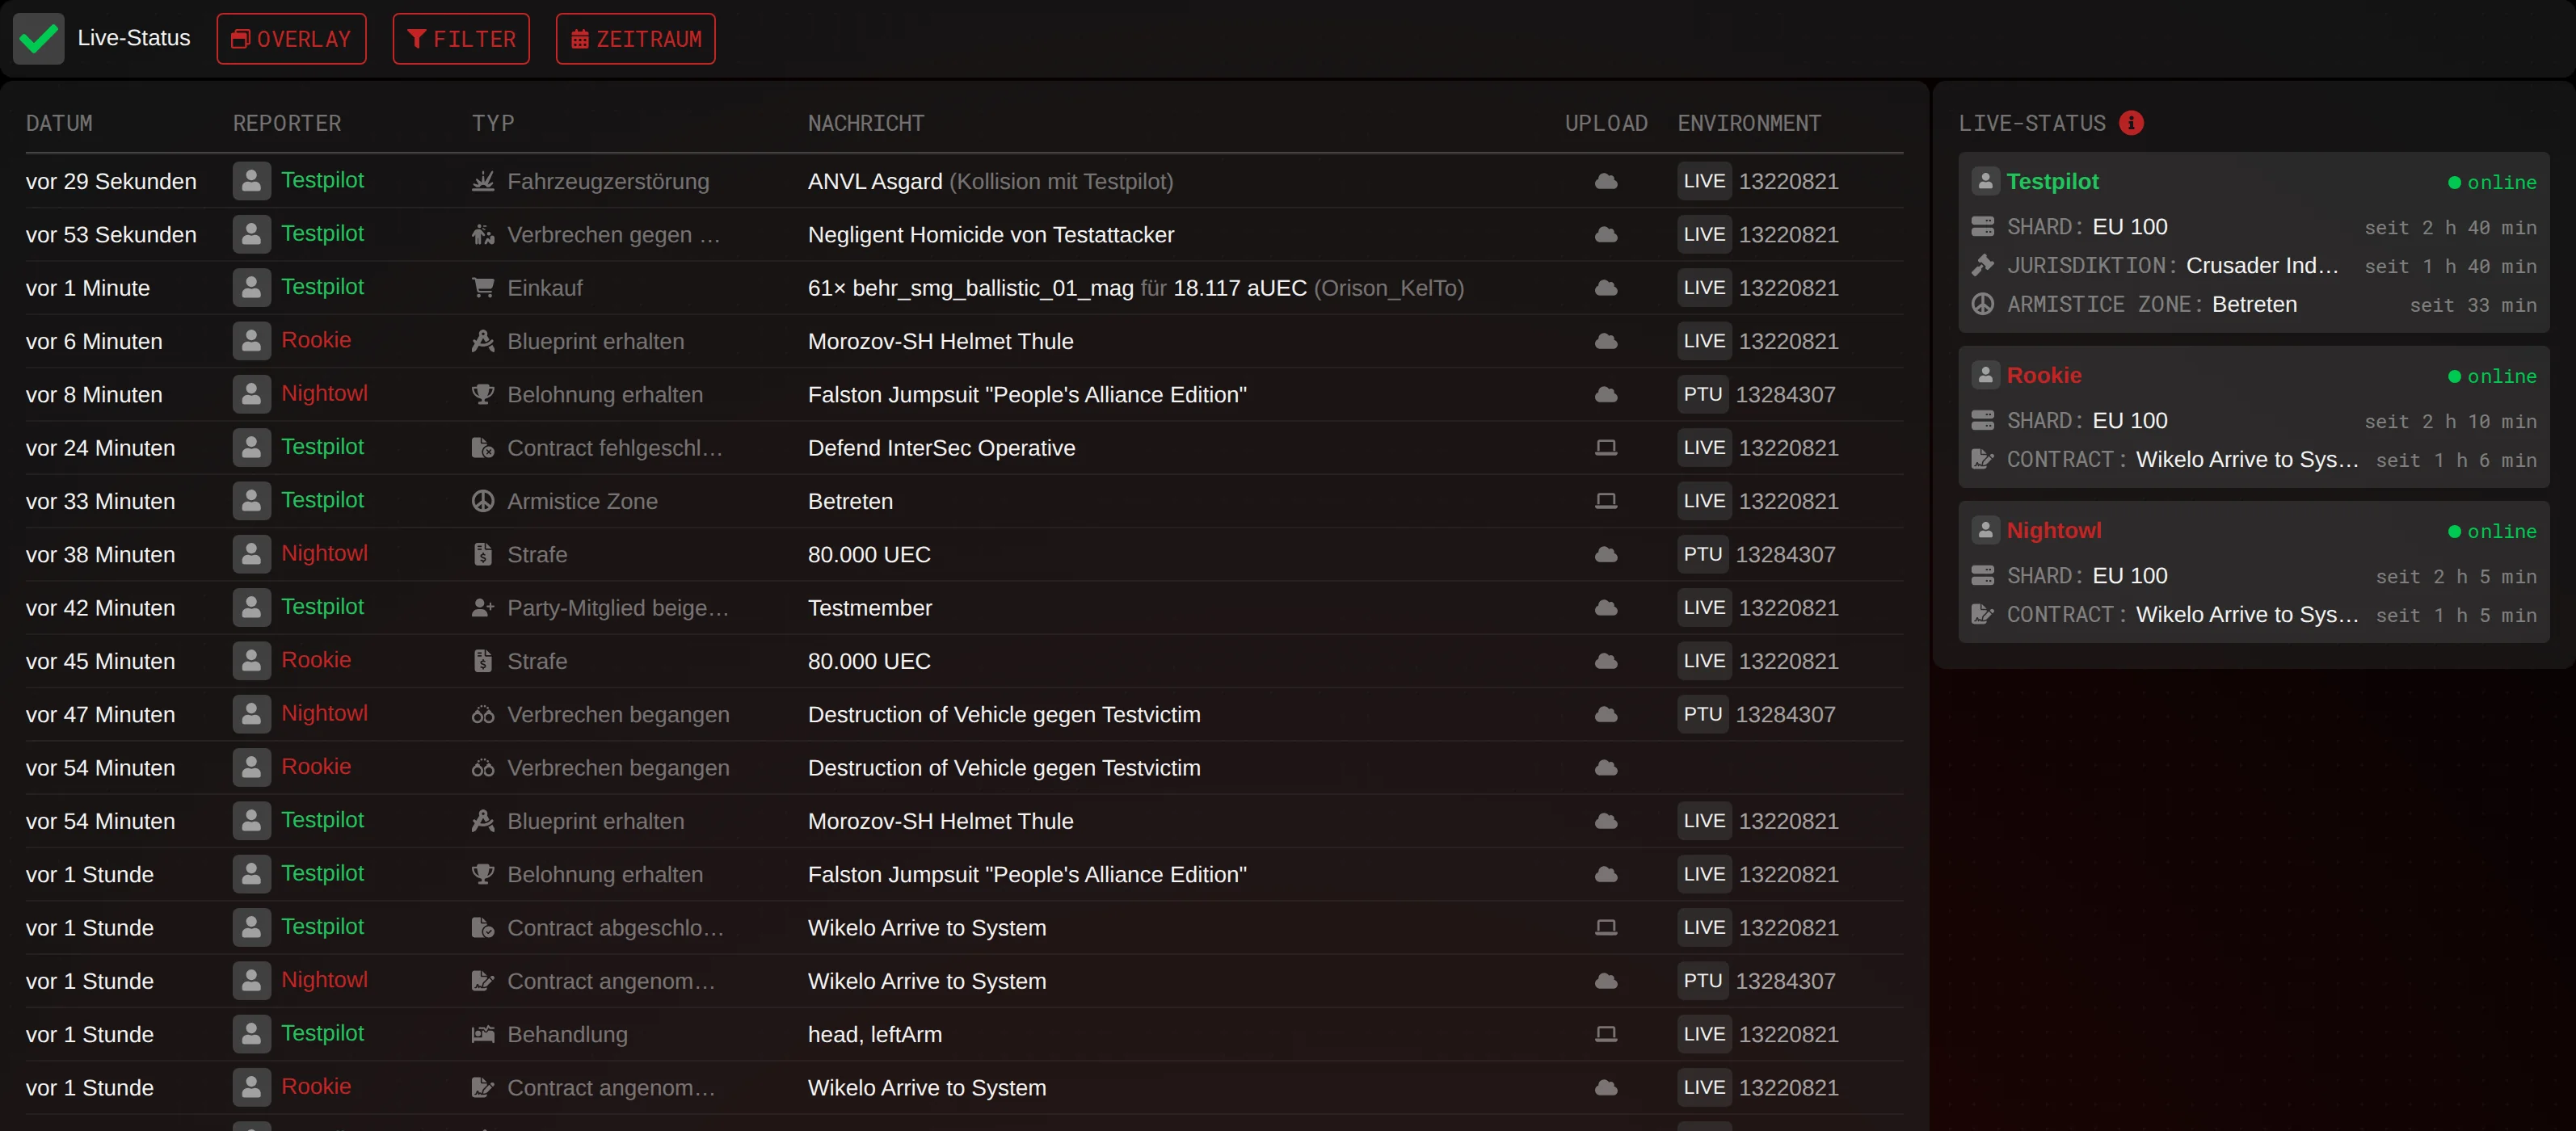 Live-Status OVERLAY FILTER ZEITRAUM
DATUM REPORTER TYP NACHRICHT UPLOAD ENVIRONMENT
vor 29 Sekunden Testpilot Fahrzeugzerstörung ANVL Asgard (Kollision mit Testpilot) LIVE 13220821
vor 53 Sekunden Testpilot Verbrechen gegen … Negligent Homicide von Testattacker LIVE 13220821
vor 1 Minute Testpilot Einkauf 61× behr_smg_ballistic_01_mag für 18.117 aUEC (Orison_KelTo) LIVE 13220821
vor 6 Minuten Rookie Blueprint erhalten Morozov-SH Helmet Thule LIVE 13220821
vor 8 Minuten Nightowl Belohnung erhalten Falston Jumpsuit "People's Alliance Edition" PTU 13284307
vor 24 Minuten Testpilot Contract fehlgeschl… Defend InterSec Operative LIVE 13220821
vor 33 Minuten Testpilot Armistice Zone Betreten LIVE 13220821
vor 38 Minuten Nightowl Strafe 80.000 UEC PTU 13284307
vor 42 Minuten Testpilot Party-Mitglied beige… Testmember LIVE 13220821
vor 45 Minuten Rookie Strafe 80.000 UEC LIVE 13220821
vor 47 Minuten Nightowl Verbrechen begangen Destruction of Vehicle gegen Testvictim PTU 13284307
vor 54 Minuten Rookie Verbrechen begangen Destruction of Vehicle gegen Testvictim
vor 54 Minuten Testpilot Blueprint erhalten Morozov-SH Helmet Thule LIVE 13220821
vor 1 Stunde Testpilot Belohnung erhalten Falston Jumpsuit "People's Alliance Edition" LIVE 13220821
vor 1 Stunde Testpilot Contract abgeschlo… Wikelo Arrive to System LIVE 13220821
vor 1 Stunde Nightowl Contract angenom… Wikelo Arrive to System PTU 13284307
vor 1 Stunde Testpilot Behandlung head, leftArm LIVE 13220821
vor 1 Stunde Rookie Contract angenom… Wikelo Arrive to System LIVE 13220821
LIVE-STATUS
Testpilot online
SHARD: EU 100 seit 2 h 40 min
JURISDIKTION: Crusader Ind… seit 1 h 40 min
ARMISTICE ZONE: Betreten seit 33 min
Rookie online
SHARD: EU 100 seit 2 h 10 min
CONTRACT: Wikelo Arrive to Sys… seit 1 h 6 min
Nightowl online
SHARD: EU 100 seit 2 h 5 min
CONTRACT: Wikelo Arrive to Sys… seit 1 h 5 min